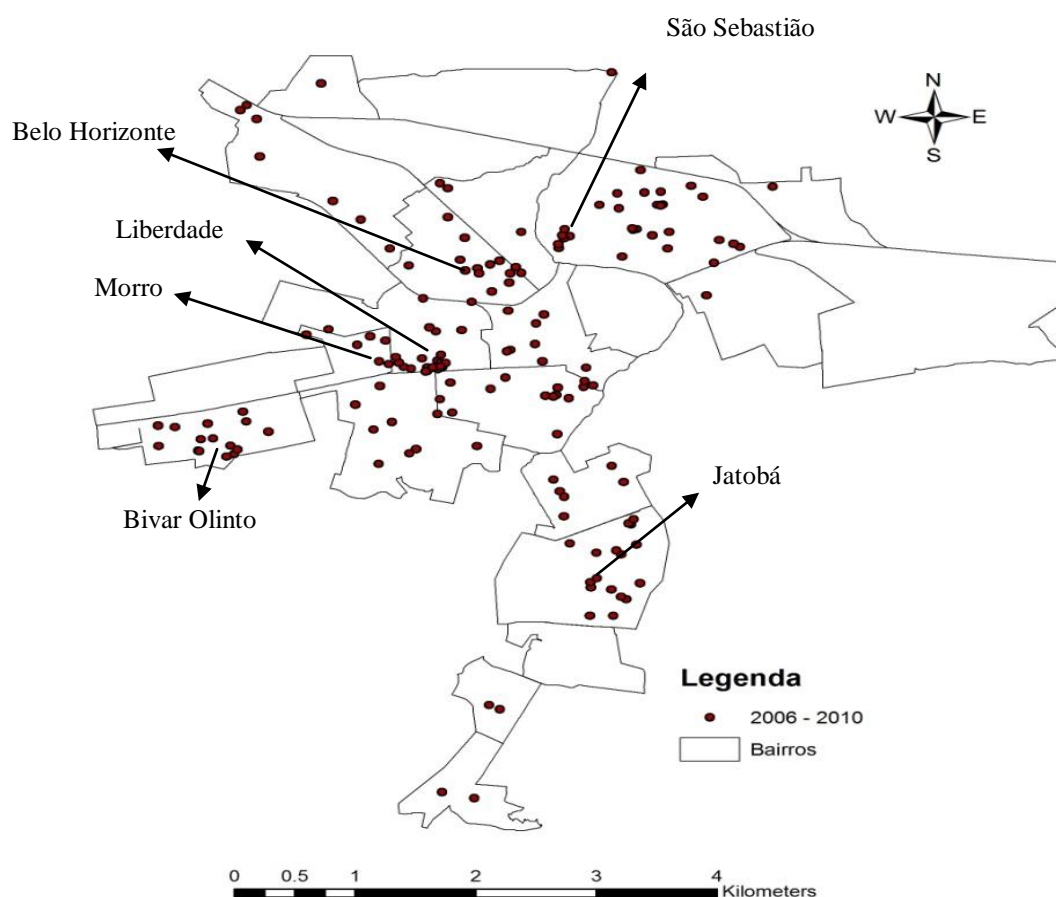 São Sebastião
N
W E
S
Belo Horizonte
Liberdade
Morro
Jatobá
Bivar Olinto
Legenda
2006 - 2010
Bairros
0 0.5 1 2 3 4
Kilometers